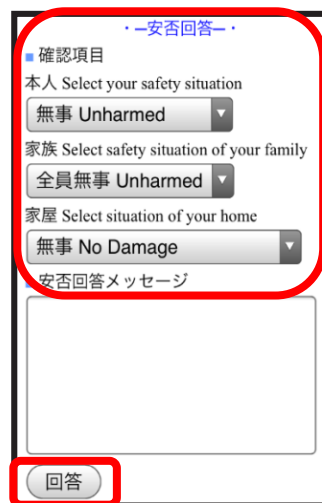 ・―安否回答―・
■ 確認項目
本人 Select your safety situation
無事 Unharmed
家族 Select safety situation of your family
全員無事 Unharmed
家屋 Select situation of your home
無事 No Damage
■ 安否回答メッセージ
回答